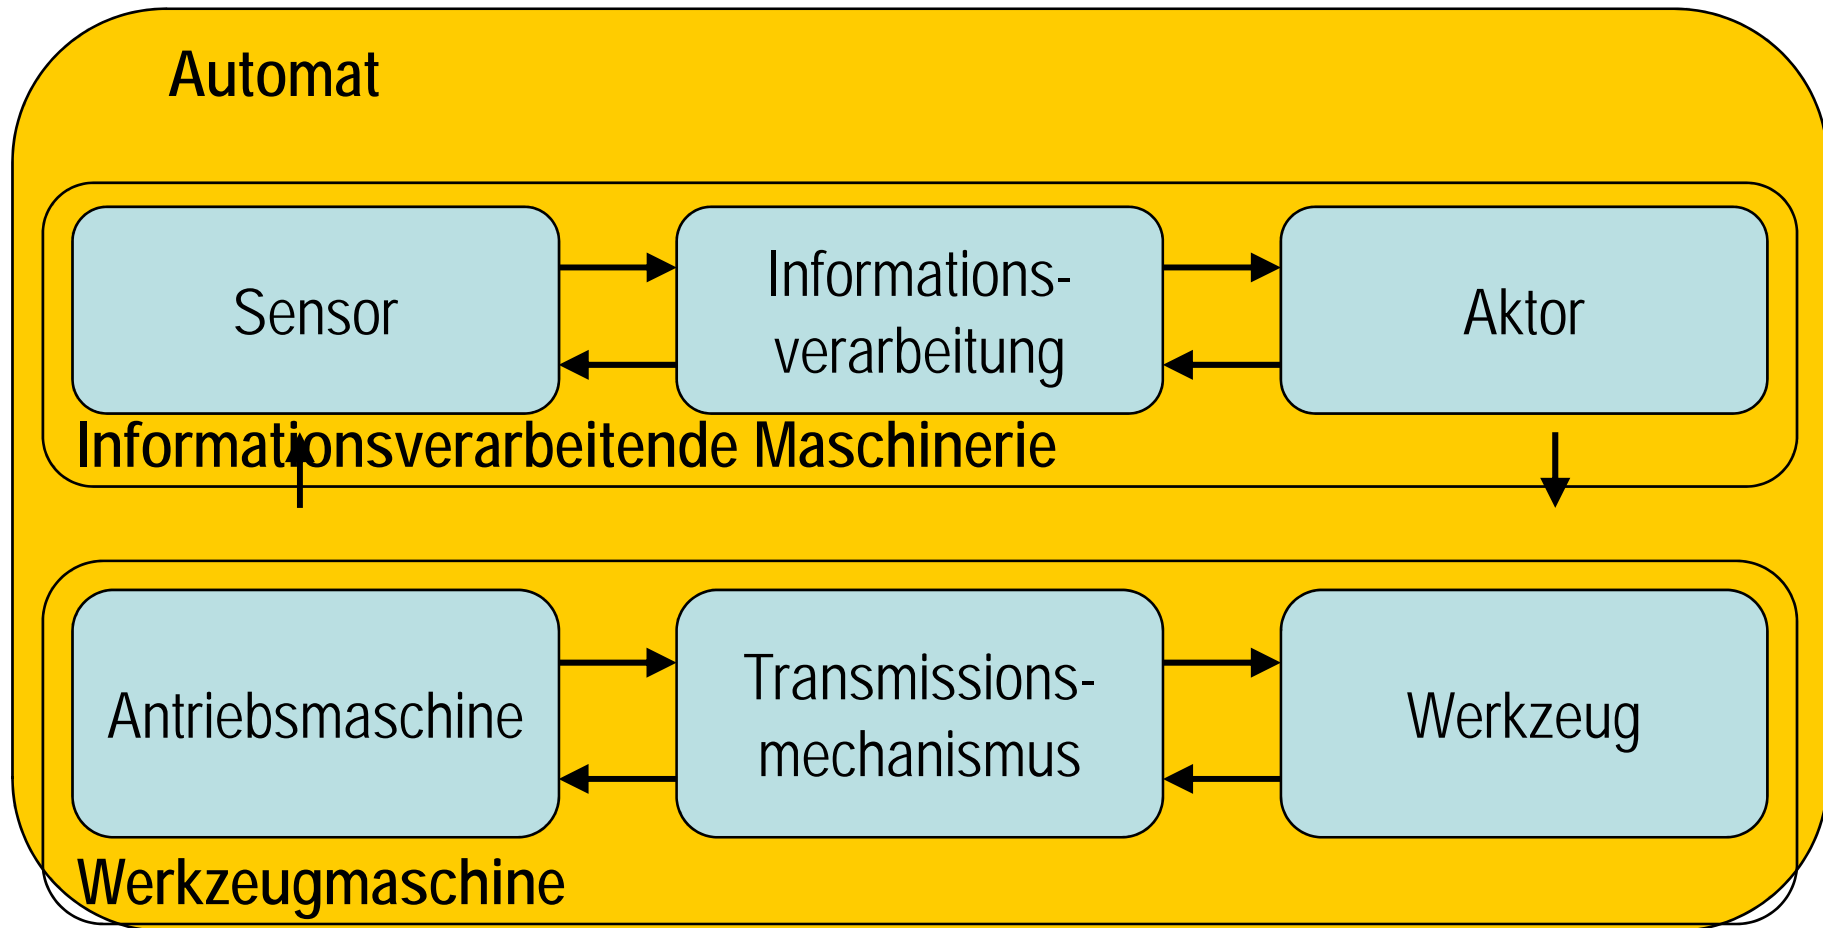 Automat
Sensor
Informations-
verarbeitung
Aktor
Informationsverarbeitende Maschinerie
Antriebsmaschine
Transmissions-
mechanismus
Werkzeug
Werkzeugmaschine